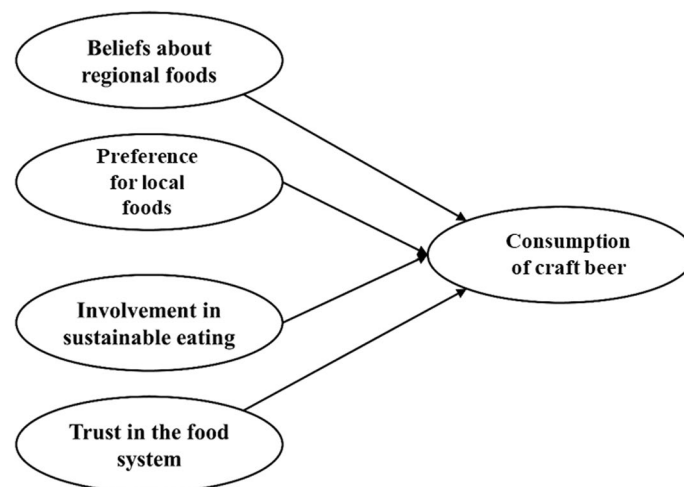 Beliefs about
regional foods
Preference
for local
foods
Consumption
of craft beer
Involvement in
sustainable eating
Trust in the food
system